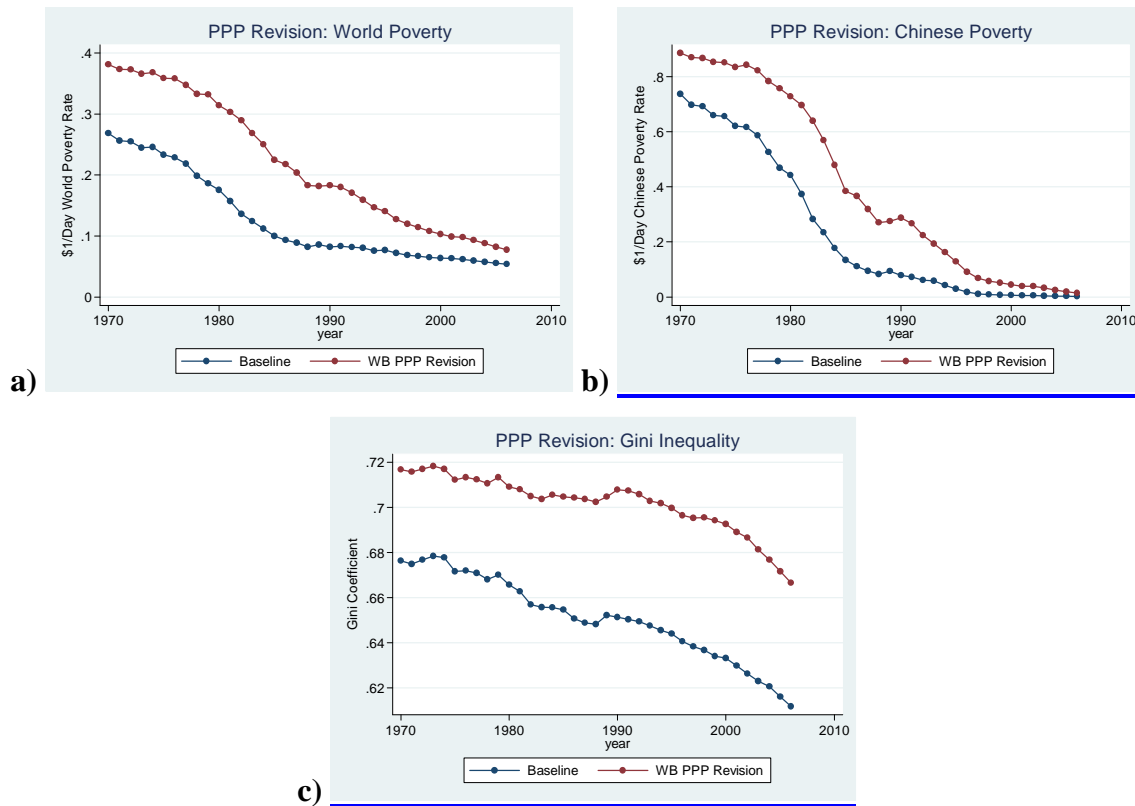 PPP Revision: World Poverty
$1/Day World Poverty Rate
.4
.3
.2
.1
0
1970 1980 1990 2000 2010
year
Baseline WB PPP Revision
a)
PPP Revision: Chinese Poverty
$1/Day Chinese Poverty Rate
.8
.6
.4
.2
0
1970 1980 1990 2000 2010
year
Baseline WB PPP Revision
b)
PPP Revision: Gini Inequality
Gini Coefficient
.72
.7
.68
.66
.64
.62
1970 1980 1990 2000 2010
year
Baseline WB PPP Revision
c)